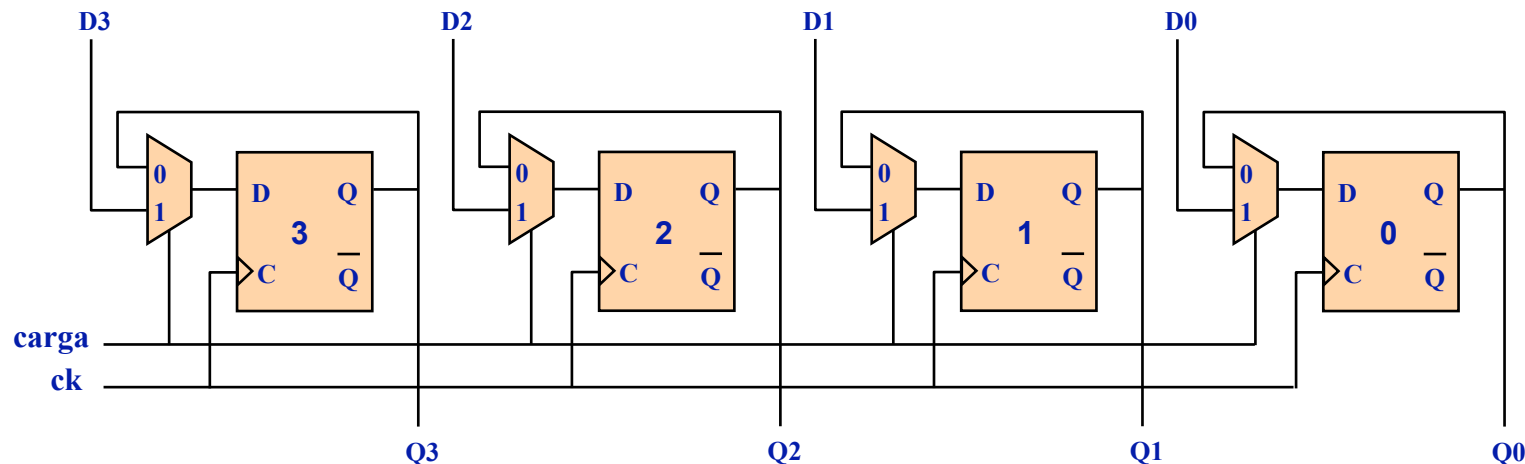 D3 D2 D1 D0
0 0 0 0
D Q D Q D Q D Q
1 1 1 1
3 2 1 0
C Q̅ C Q̅ C Q̅ C Q̅
carga
ck
Q3 Q2 Q1 Q0